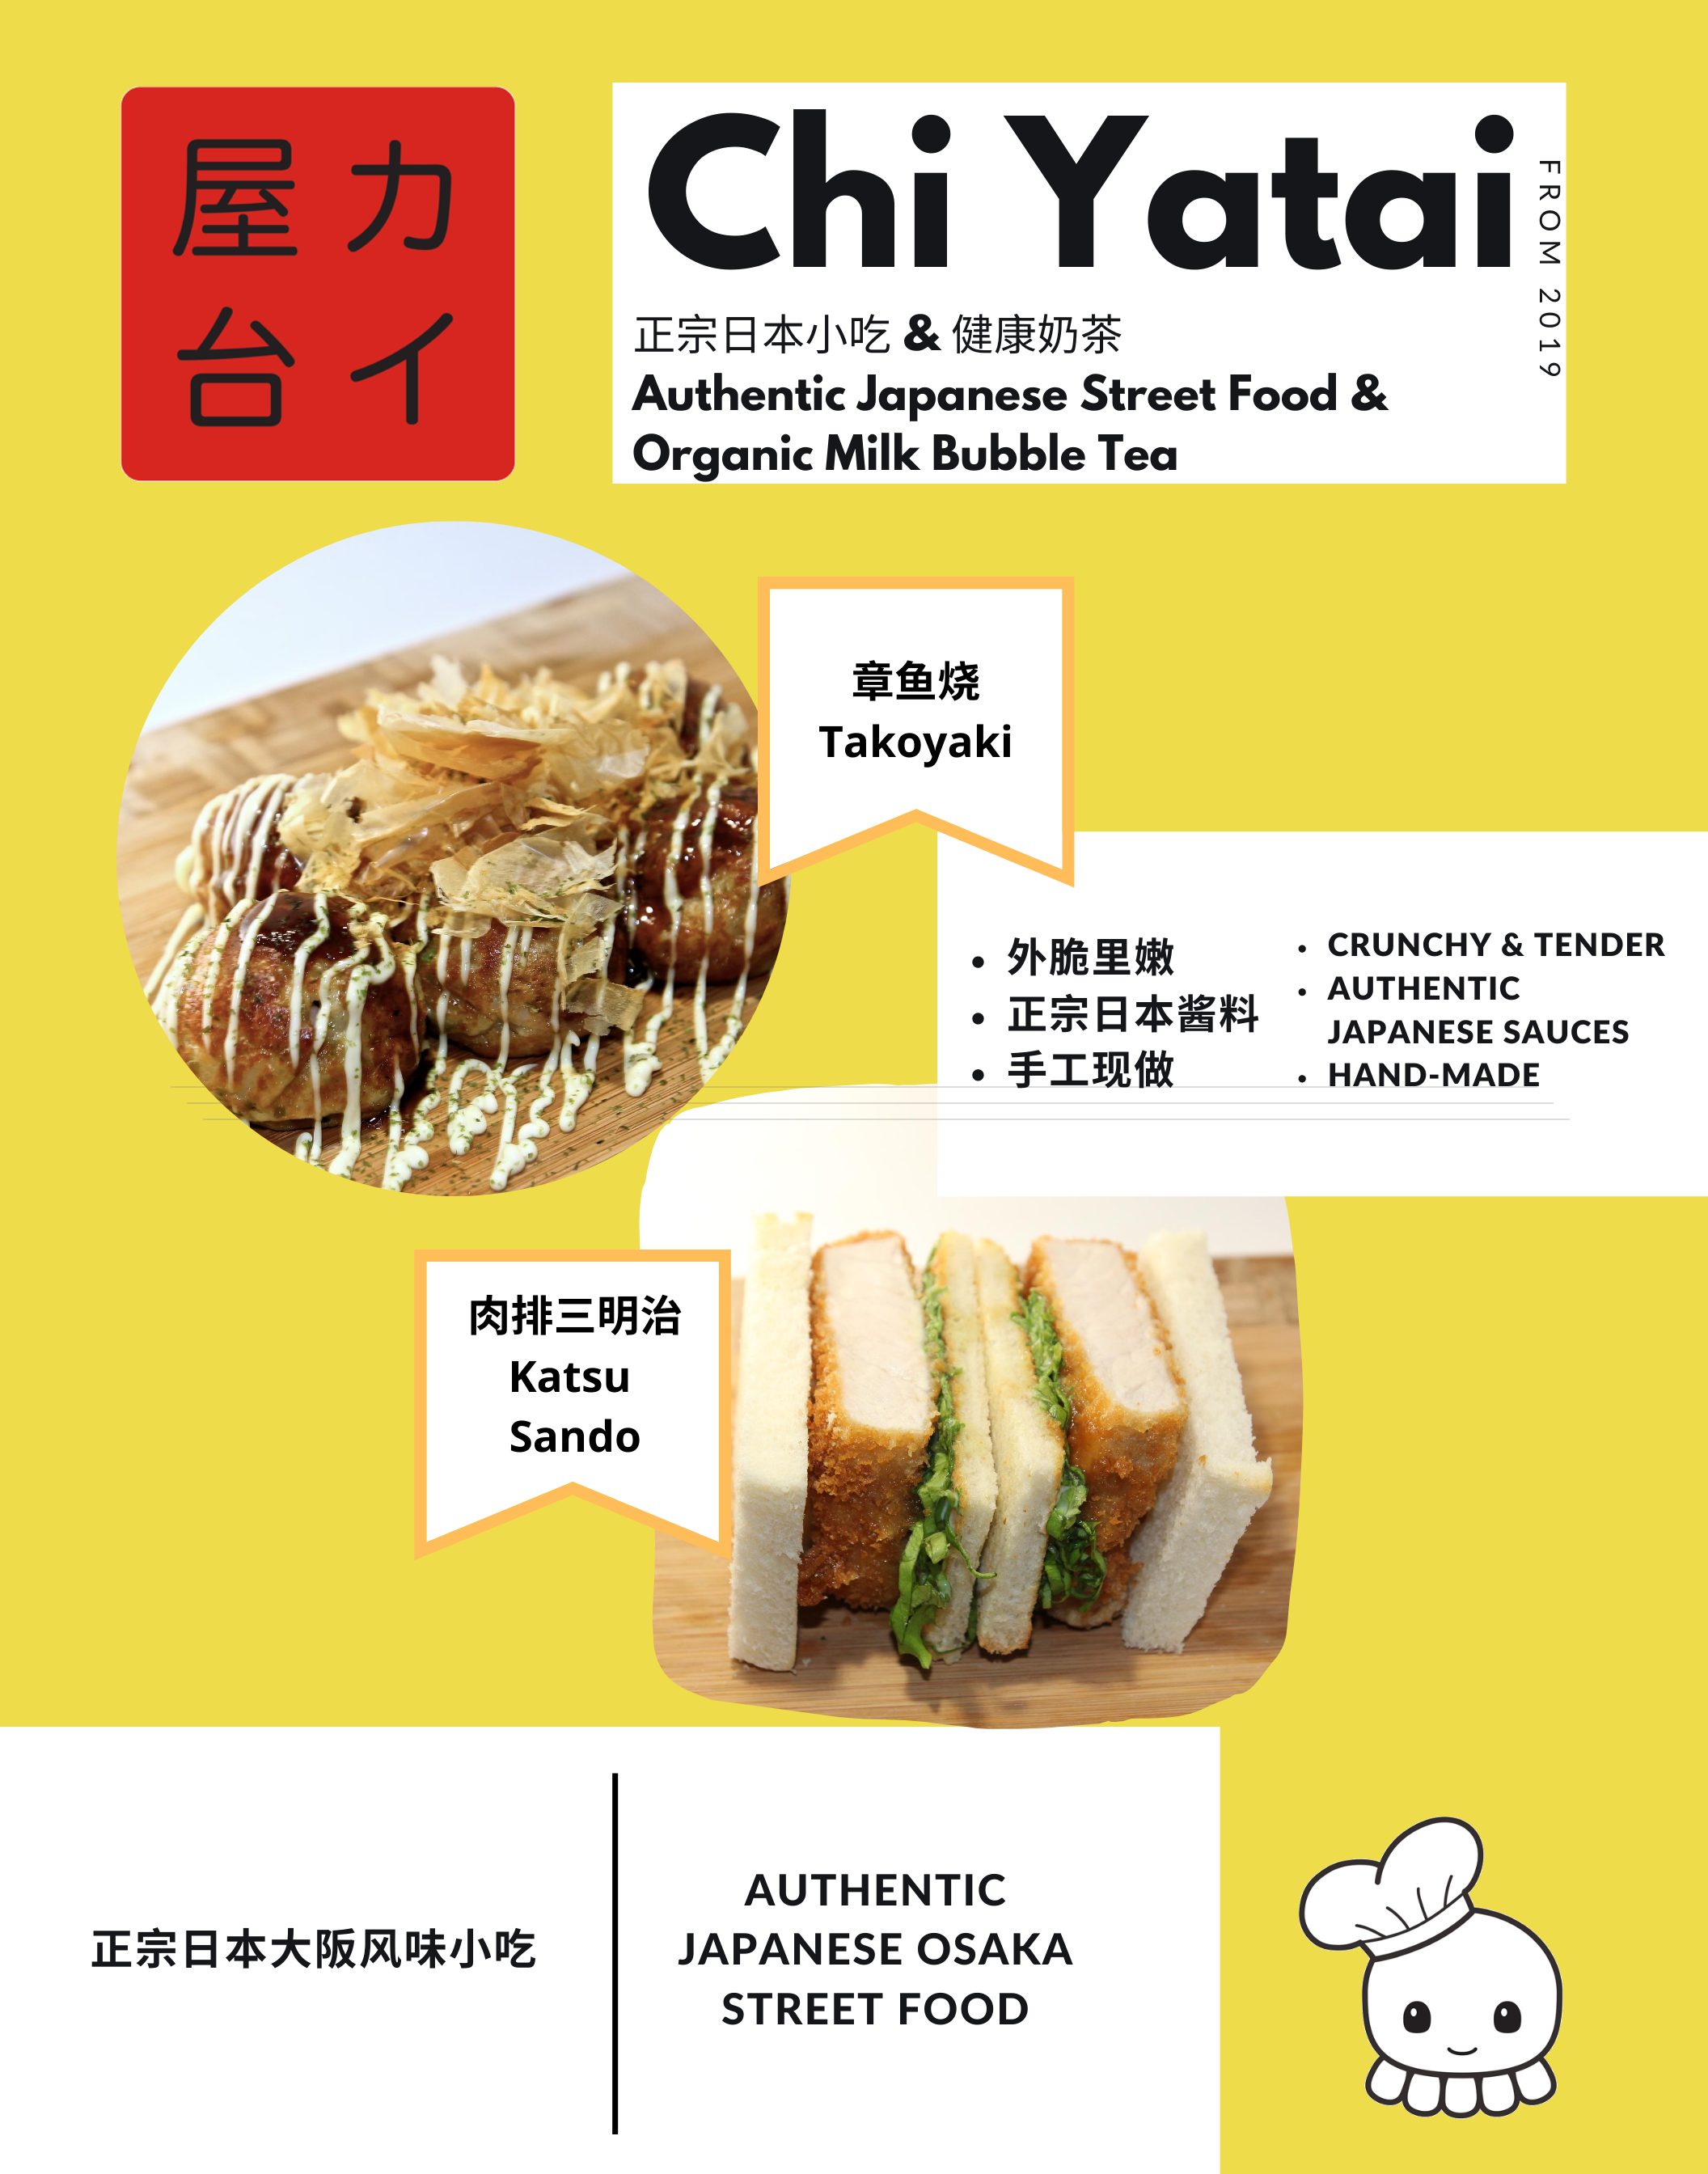 屋カ
台イ
Chi Yatai
FROM 2019
正宗日本小吃 & 健康奶茶
Authentic Japanese Street Food &
Organic Milk Bubble Tea
章鱼烧
Takoyaki
外脆里嫩
正宗日本酱料
手工现做
CRUNCHY & TENDER
AUTHENTIC
JAPANESE SAUCES
HAND-MADE
肉排三明治
Katsu
Sando
正宗日本大阪风味小吃
AUTHENTIC
JAPANESE OSAKA
STREET FOOD